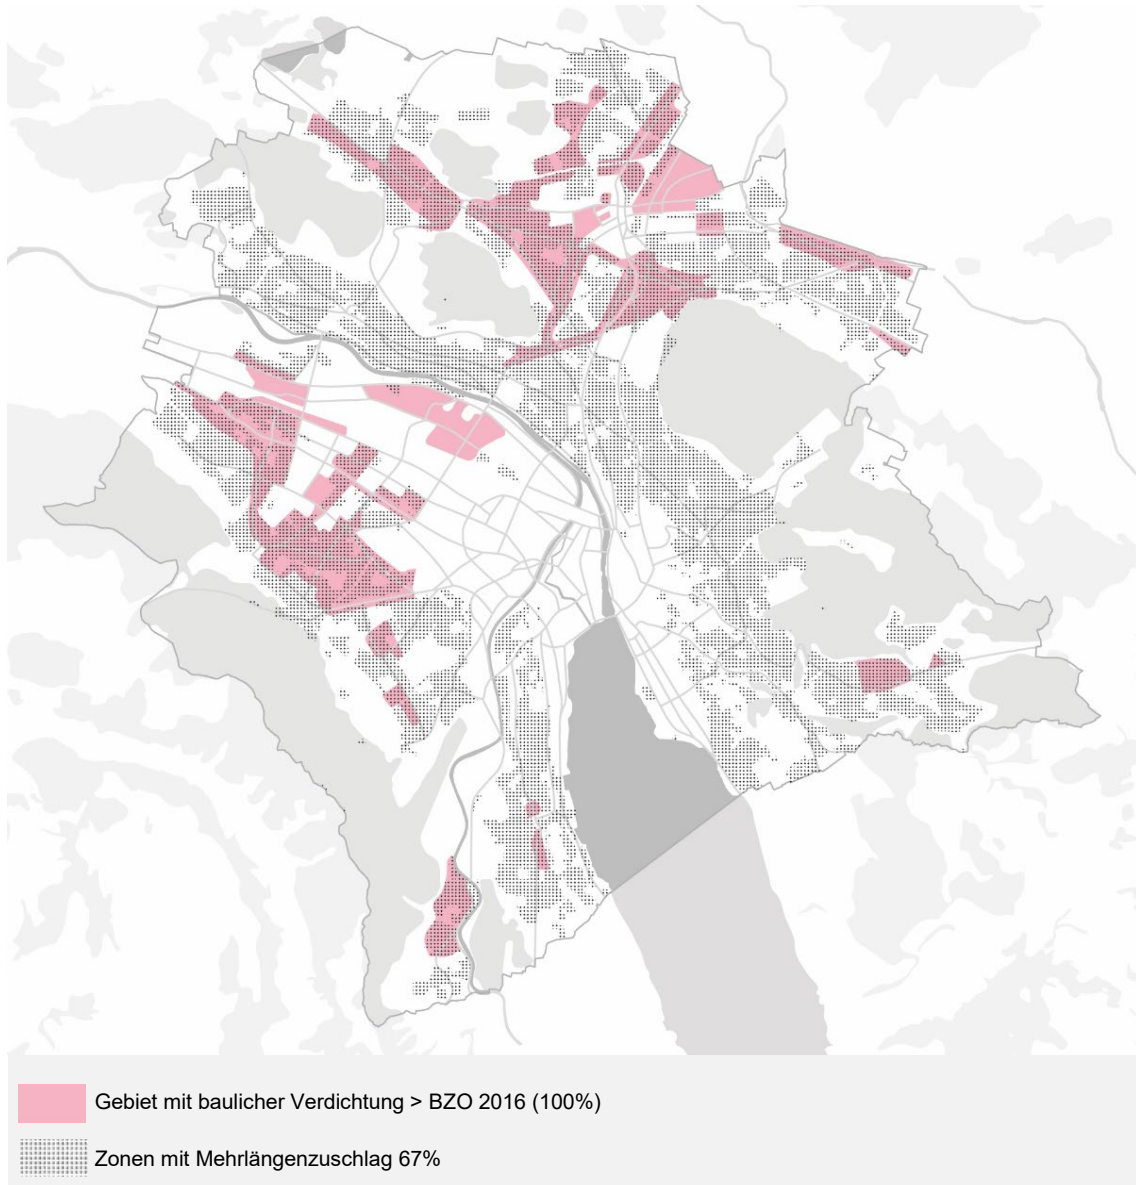 Gebiet mit baulicher Verdichtung > BZO 2016 (100%)
Zonen mit Mehrlängenzuschlag 67%